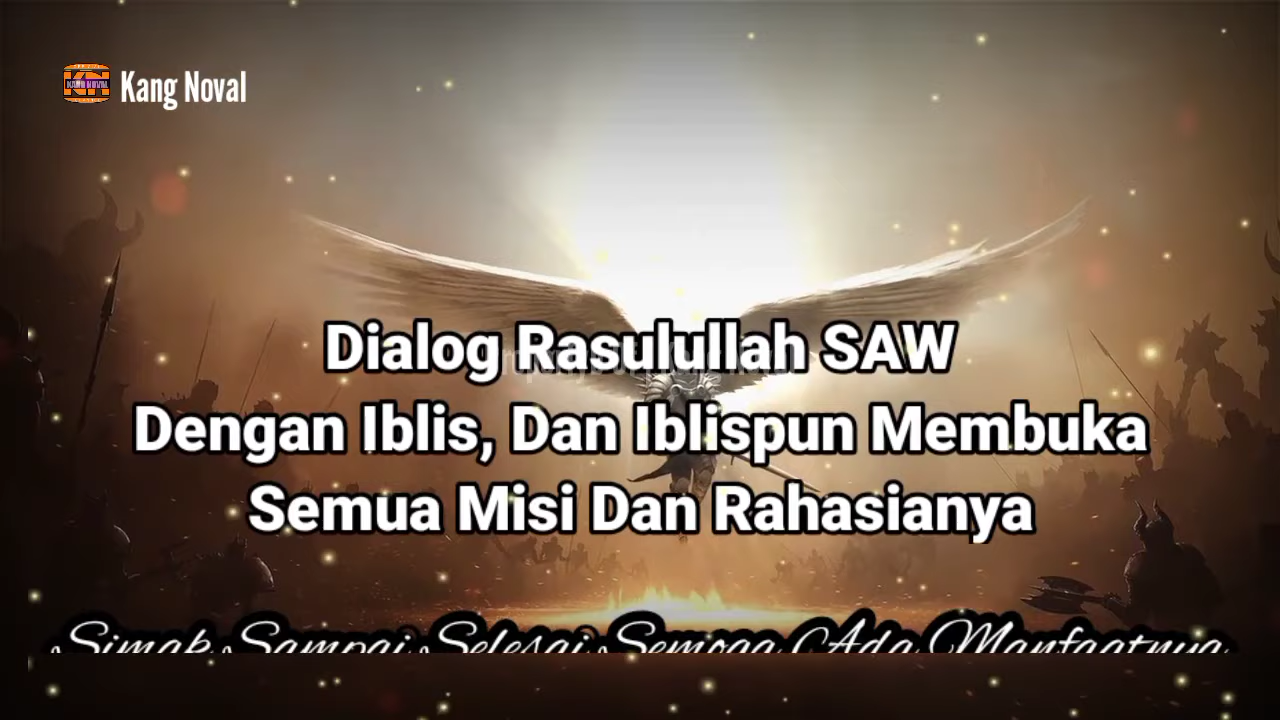 Kang Noval
Dialog Rasulullah SAW
Dengan Iblis, Dan Iblispun Membuka
Semua Misi Dan Rahasianya
Simak Sampai Selesai Semoga Ada Manfaatnya